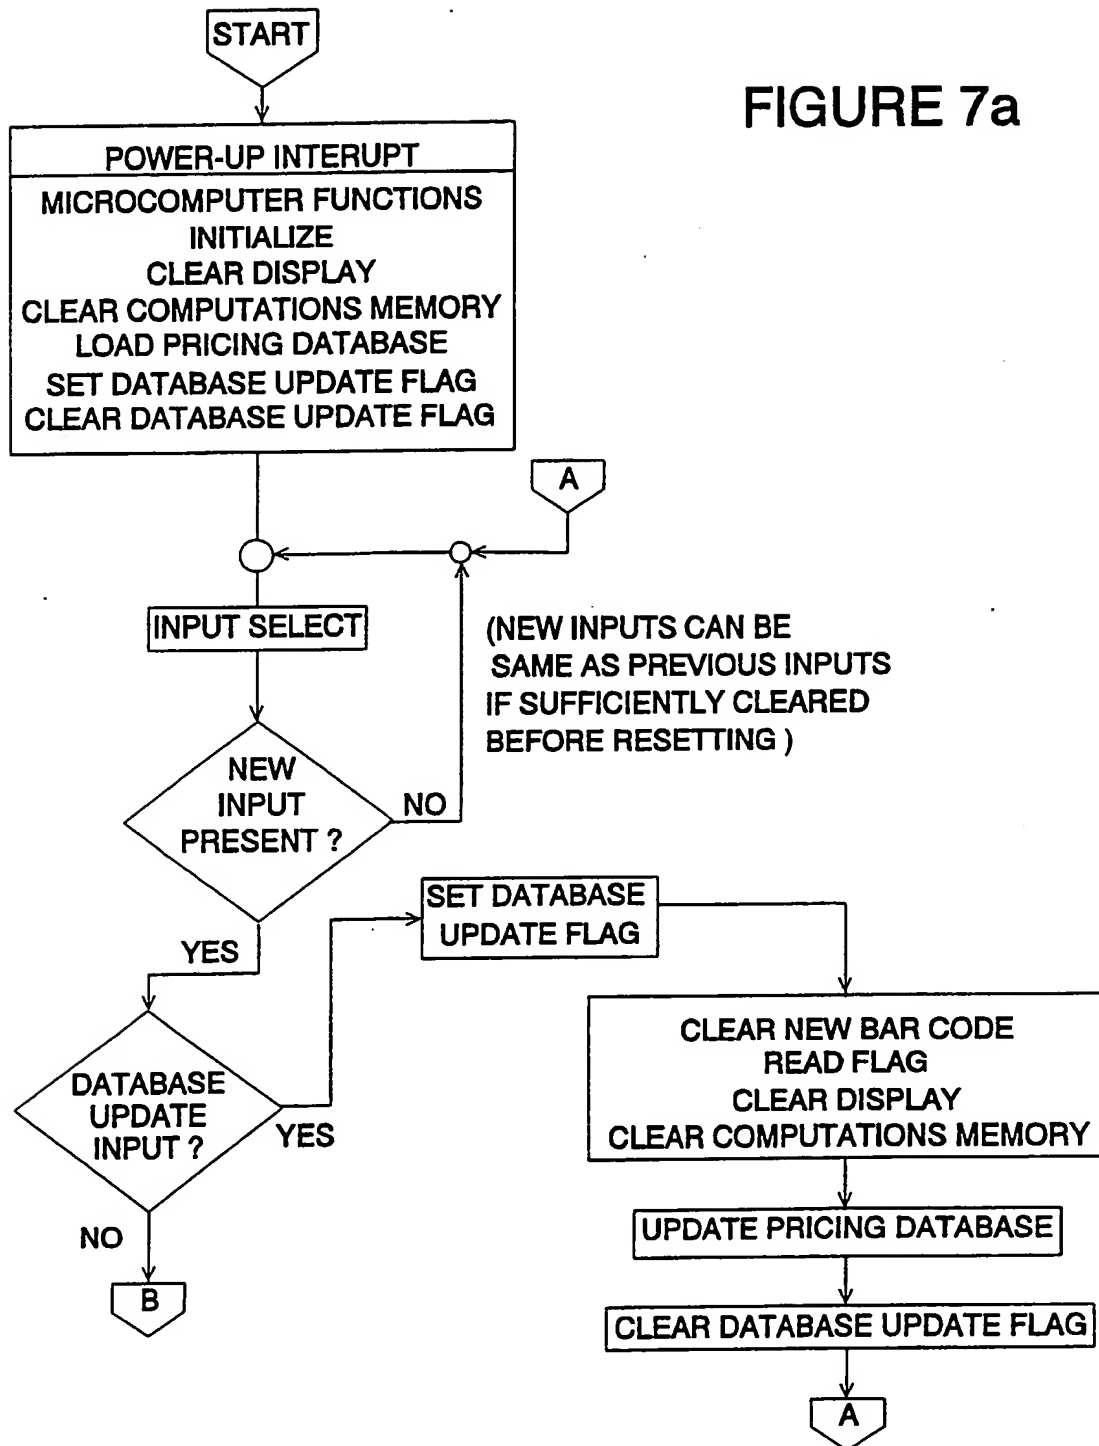 START
FIGURE 7a
POWER-UP INTERUPT
MICROCOMPUTER FUNCTIONS
INITIALIZE
CLEAR DISPLAY
CLEAR COMPUTATIONS MEMORY
LOAD PRICING DATABASE
SET DATABASE UPDATE FLAG
CLEAR DATABASE UPDATE FLAG
A
INPUT SELECT
(NEW INPUTS CAN BE
SAME AS PREVIOUS INPUTS
IF SUFFICIENTLY CLEARED
BEFORE RESETTING )
NEW
INPUT
PRESENT ?
NO
YES
SET DATABASE
UPDATE FLAG
DATABASE
UPDATE
INPUT ?
YES
NO
B
CLEAR NEW BAR CODE
READ FLAG
CLEAR DISPLAY
CLEAR COMPUTATIONS MEMORY
UPDATE PRICING DATABASE
CLEAR DATABASE UPDATE FLAG
A